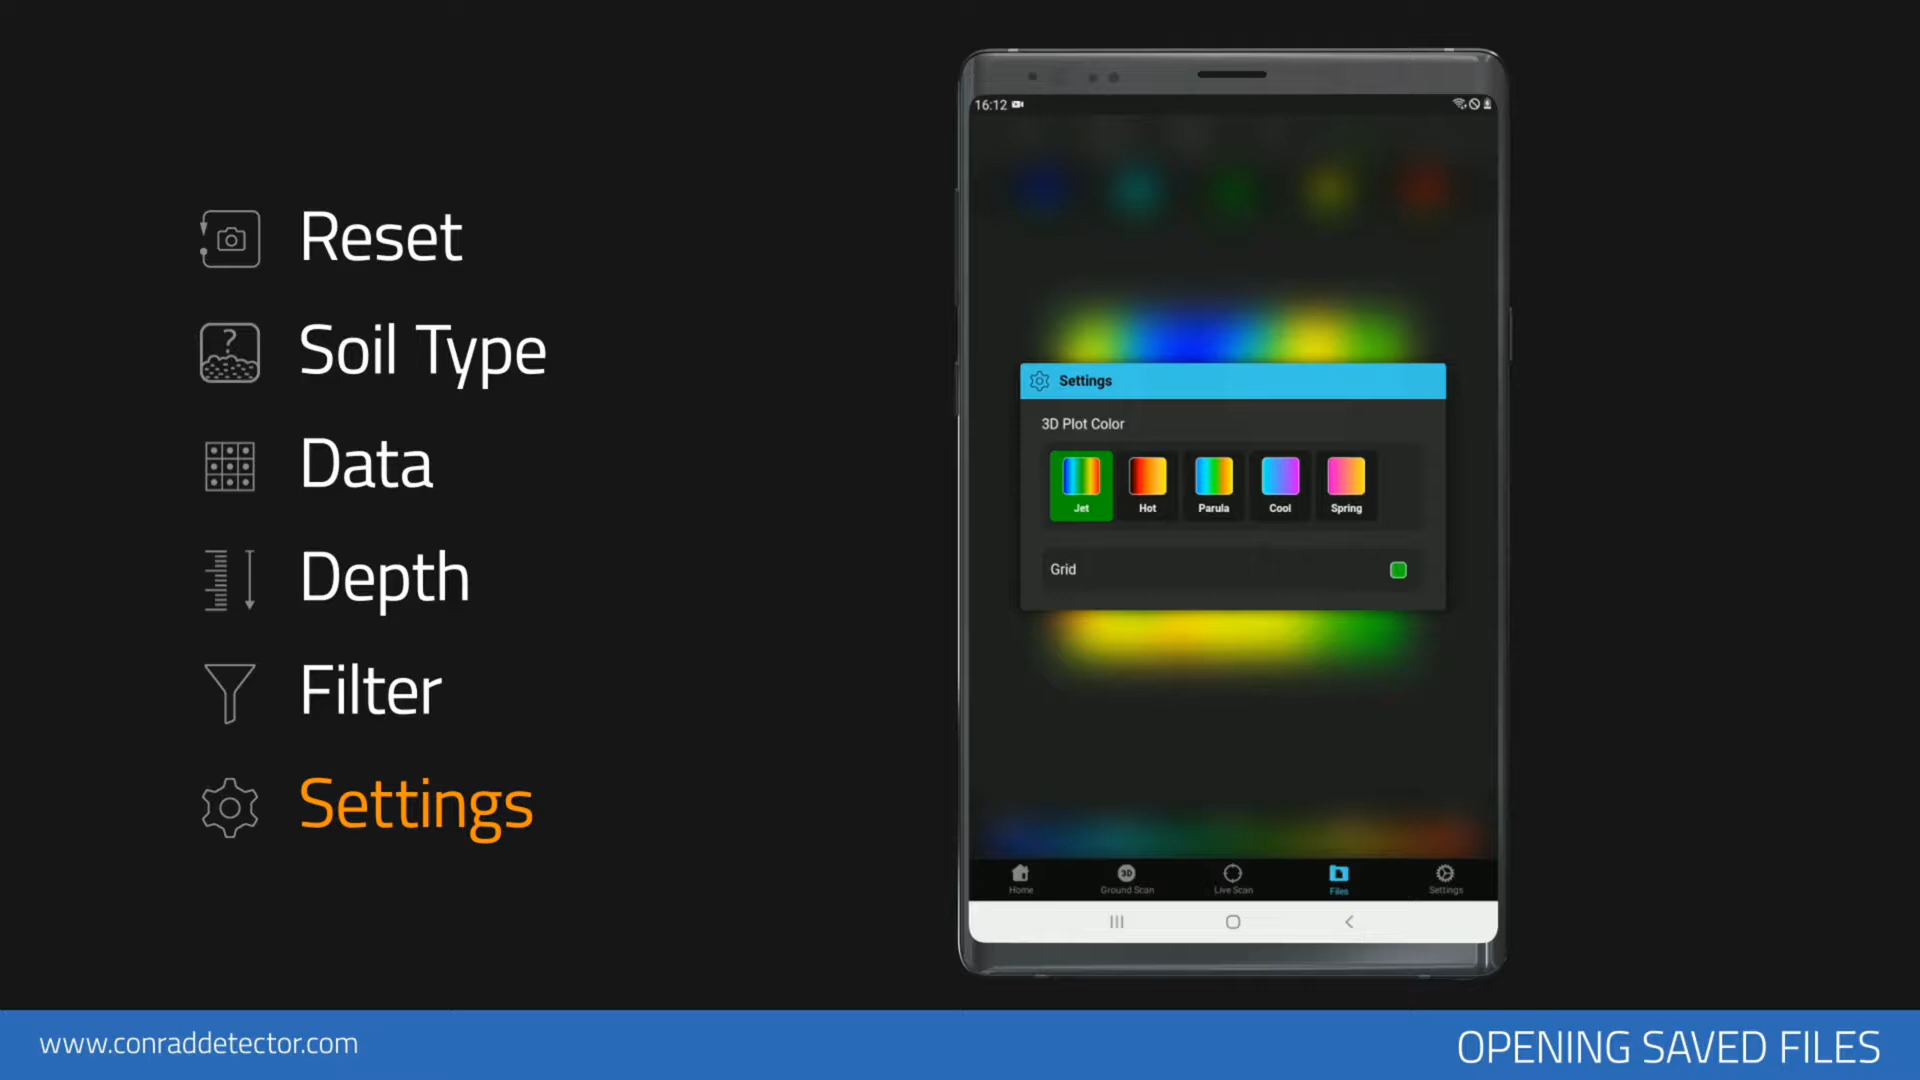 Reset
Soil Type
Data
Depth
Filter
Settings
16:12
Settings
3D Plot Color
Jet Hot Parula Cool Spring
Grid
3D
Home Ground Scan Live Scan Files Settings
www.conraddetector.com
OPENING SAVED FILES